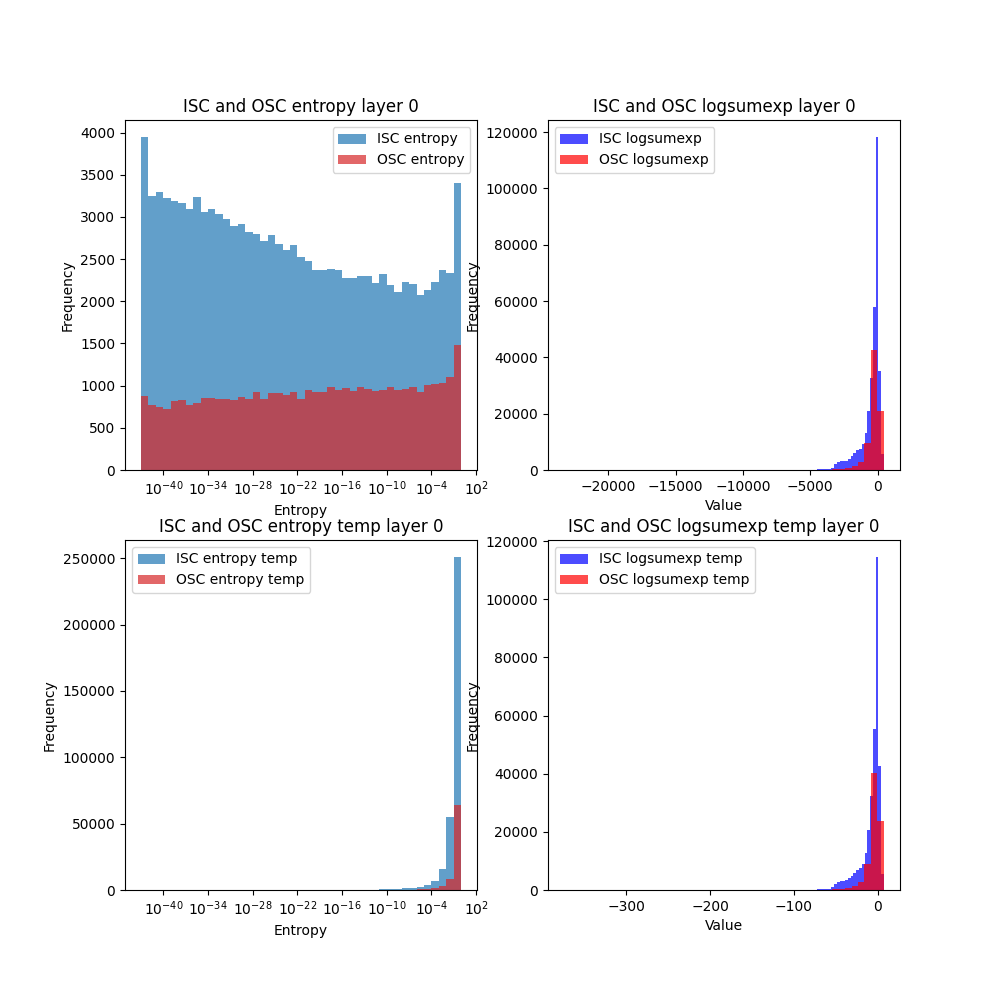 ISC and OSC entropy layer 0
ISC entropy
OSC entropy
4000
3500
3000
2500
2000
1500
1000
500
0
Frequency
10⁻⁴⁰ 10⁻³⁴ 10⁻²⁸ 10⁻²² 10⁻¹⁶ 10⁻¹⁰ 10⁻⁴ 10²
Entropy
ISC and OSC logsumexp layer 0
ISC logsumexp
OSC logsumexp
120000
100000
80000
60000
40000
20000
0
Frequency
−20000 −15000 −10000 −5000 0
Value
ISC and OSC entropy temp layer 0
ISC entropy temp
OSC entropy temp
250000
200000
150000
100000
50000
0
Frequency
10⁻⁴⁰ 10⁻³⁴ 10⁻²⁸ 10⁻²² 10⁻¹⁶ 10⁻¹⁰ 10⁻⁴ 10²
Entropy
ISC and OSC logsumexp temp layer 0
ISC logsumexp temp
OSC logsumexp temp
120000
100000
80000
60000
40000
20000
0
Frequency
−300 −200 −100 0
Value